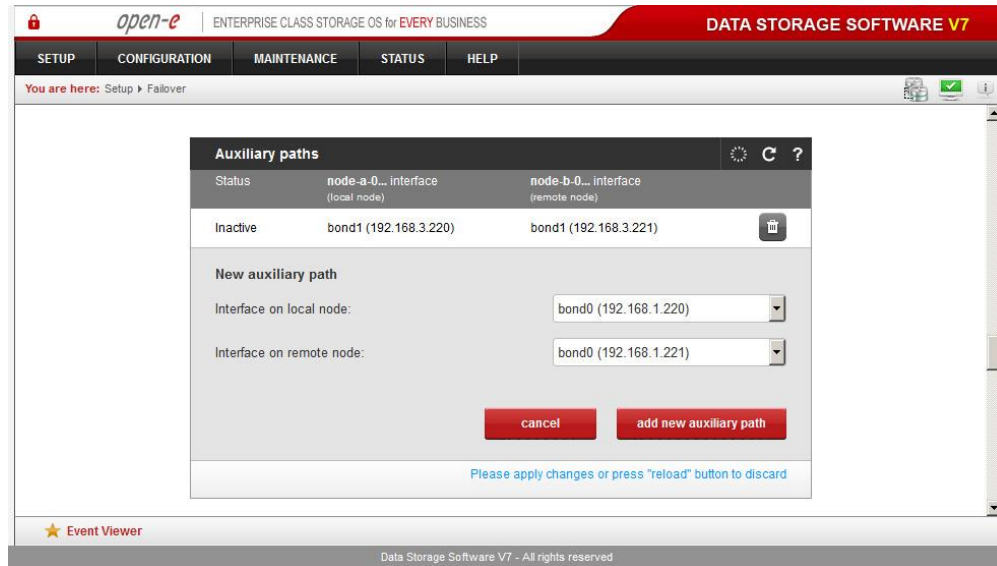 open-e ENTERPRISE CLASS STORAGE OS for EVERY BUSINESS DATA STORAGE SOFTWARE V7
SETUP CONFIGURATION MAINTENANCE STATUS HELP
You are here: Setup Failover
Auxiliary paths ?
Status node-a-0... interface node-b-0... interface
(local node) (remote node)
Inactive bond1 (192.168.3.220) bond1 (192.168.3.221)
New auxiliary path
Interface on local node: bond0 (192.168.1.220)
Interface on remote node: bond0 (192.168.1.221)
cancel add new auxiliary path
Please apply changes or press "reload" button to discard
Event Viewer
Data Storage Software V7 - All rights reserved